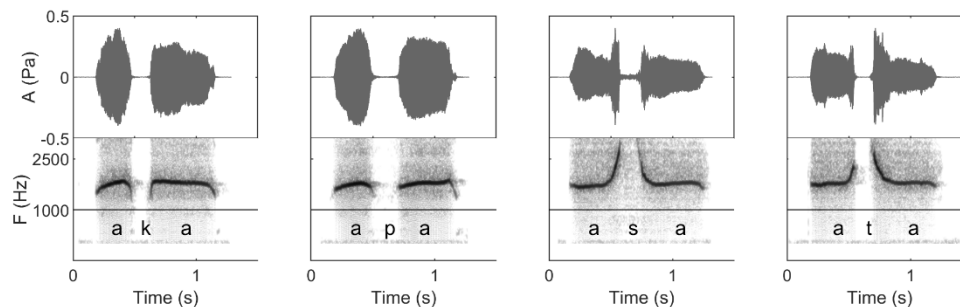 0.5
0
-0.5
A (Pa)
2500
1000
F (Hz)
a k a
a p a
a s a
a t a
0 1
0 1
0 1
0 1
Time (s)
Time (s)
Time (s)
Time (s)